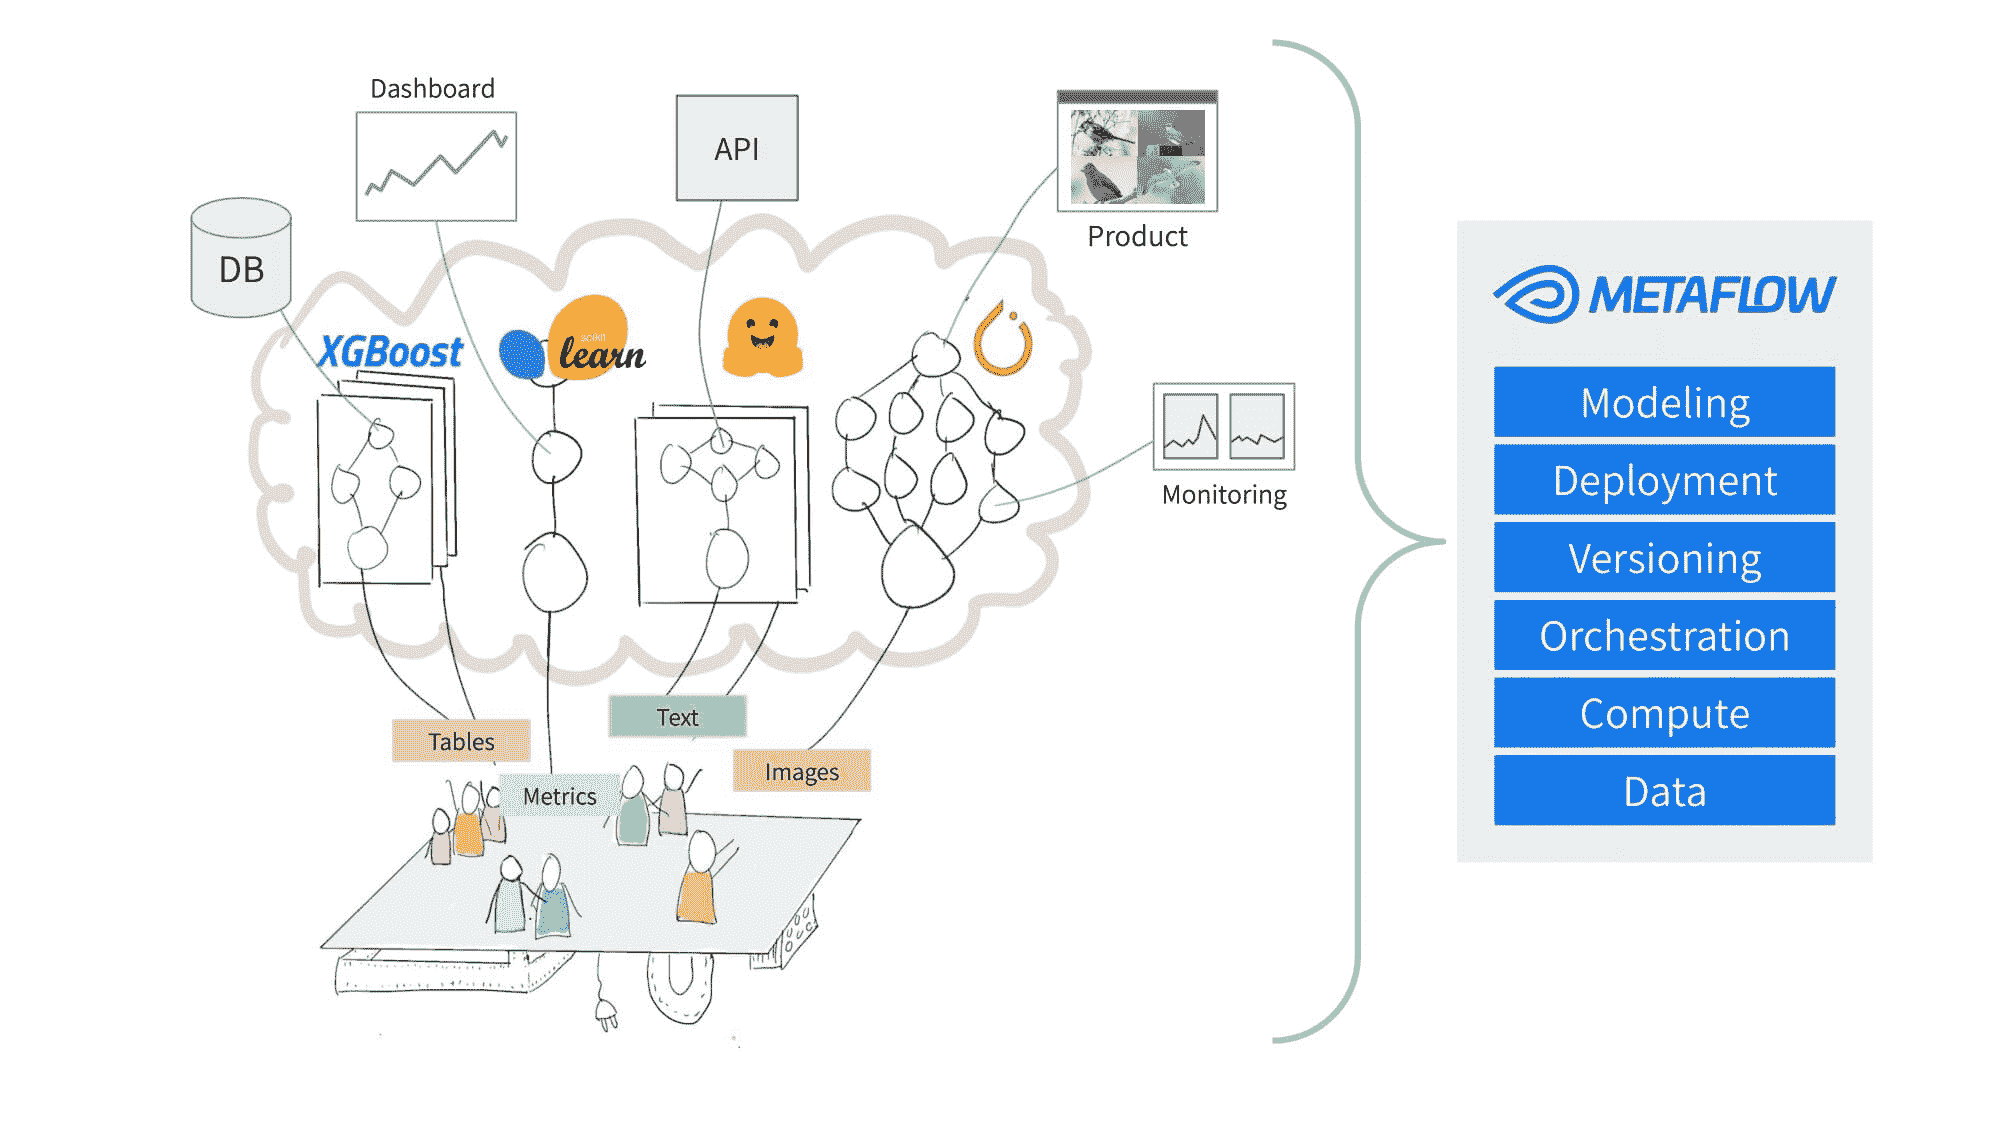 Dashboard
API
Product
DB
XGBoost
scikit
learn
Monitoring
Text
Tables
Images
Metrics
METAFLOW
Modeling
Deployment
Versioning
Orchestration
Compute
Data